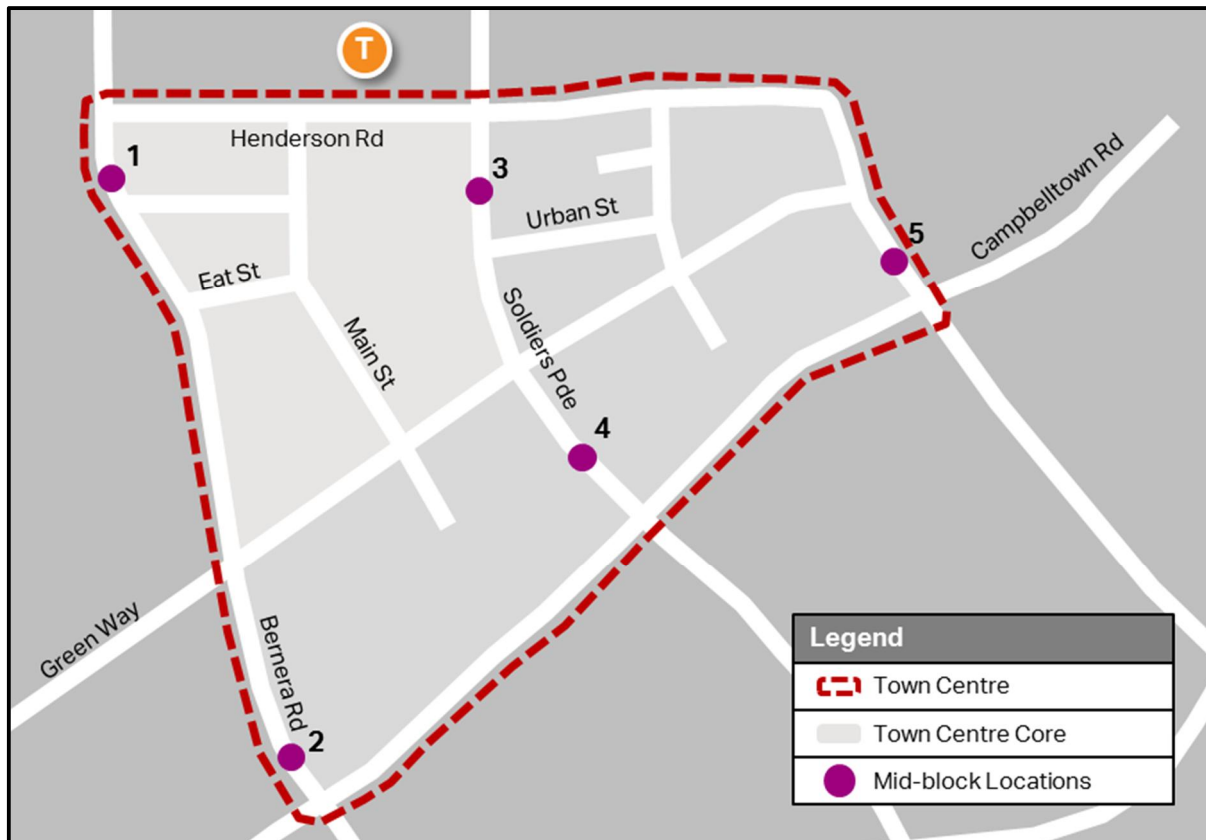 T
1
Henderson Rd
3
Urban St
5
Campbelltown Rd
Eat St
Main St
Soldiers Pde
4
Green Way
Bernera Rd
2
Legend
Town Centre
Town Centre Core
Mid-block Locations